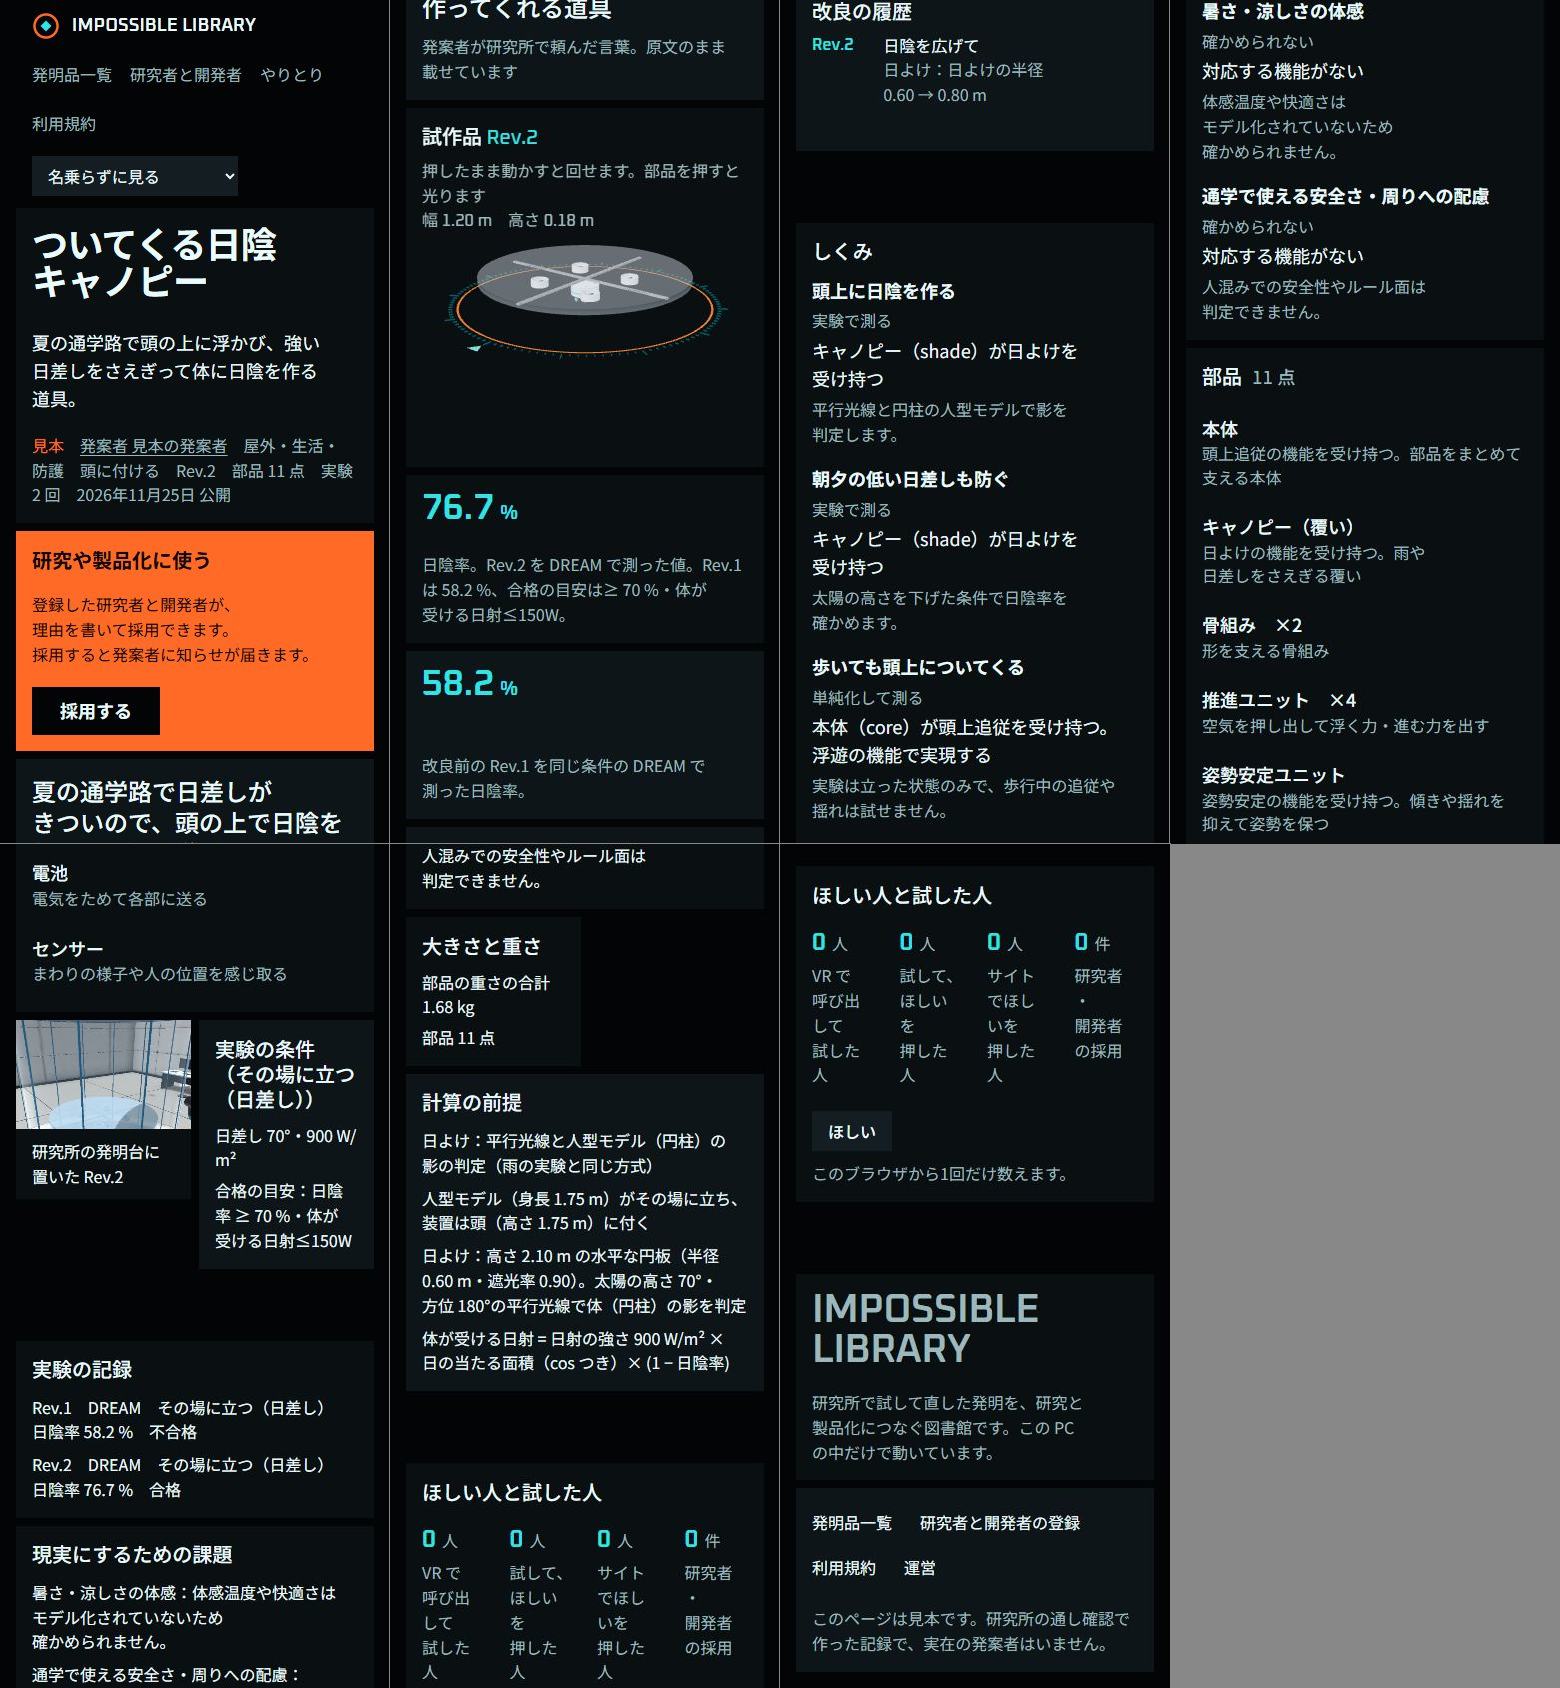 IMPOSSIBLE LIBRARY
発明品一覧 研究者と開発者 やりとり
利用規約
名乗らずに見る
ついてくる日陰
キャノピー
夏の通学路で頭の上に浮かび、強い
日差しをさえぎって体に日陰を作る
道具。
見本 発案者 見本の発案者 屋外・生活・
防護 頭に付ける Rev.2 部品 11 点 実験
2 回 2026年11月25日 公開
研究や製品化に使う
登録した研究者と開発者が、
理由を書いて採用できます。
採用すると発案者に知らせが届きます。
採用する
夏の通学路で日差しが
きついので、頭の上で日陰を
作ってくれる道具
発案者が研究所で頼んだ言葉。原文のまま
載せています
試作品 Rev.2
押したまま動かすと回せます。部品を押すと
光ります
幅 1.20 m 高さ 0.18 m
76.7 %
日陰率。Rev.2 を DREAM で測った値。Rev.1
は 58.2 %、合格の目安は≥ 70 %・体が
受ける日射≤150W。
58.2 %
改良前の Rev.1 を同じ条件の DREAM で
測った日陰率。
改良の履歴
Rev.2 日陰を広げて
日よけ：日よけの半径
0.60 → 0.80 m
しくみ
頭上に日陰を作る
実験で測る
キャノピー（shade）が日よけを
受け持つ
平行光線と円柱の人型モデルで影を
判定します。
朝夕の低い日差しも防ぐ
実験で測る
キャノピー（shade）が日よけを
受け持つ
太陽の高さを下げた条件で日陰率を
確かめます。
歩いても頭上についてくる
単純化して測る
本体（core）が頭上追従を受け持つ。
浮遊の機能で実現する
実験は立った状態のみで、歩行中の追従や
揺れは試せません。
暑さ・涼しさの体感
確かめられない
対応する機能がない
体感温度や快適さは
モデル化されていないため
確かめられません。
通学で使える安全さ・周りへの配慮
確かめられない
対応する機能がない
人混みでの安全性やルール面は
判定できません。
部品 11 点
本体
頭上追従の機能を受け持つ。部品をまとめて
支える本体
キャノピー（覆い）
日よけの機能を受け持つ。雨や
日差しをさえぎる覆い
骨組み ×2
形を支える骨組み
推進ユニット ×4
空気を押し出して浮く力・進む力を出す
姿勢安定ユニット
姿勢安定の機能を受け持つ。傾きや揺れを
抑えて姿勢を保つ
電池
電気をためて各部に送る
センサー
まわりの様子や人の位置を感じ取る
研究所の発明台に
置いた Rev.2
実験の条件
（その場に立つ
（日差し））
日差し 70°・900 W/
m²
合格の目安：日陰
率 ≥ 70 %・体が
受ける日射≤150W
実験の記録
Rev.1 DREAM その場に立つ（日差し）
日陰率 58.2 % 不合格
Rev.2 DREAM その場に立つ（日差し）
日陰率 76.7 % 合格
現実にするための課題
暑さ・涼しさの体感：体感温度や快適さは
モデル化されていないため
確かめられません。
通学で使える安全さ・周りへの配慮：
人混みでの安全性やルール面は
判定できません。
大きさと重さ
部品の重さの合計
1.68 kg
部品 11 点
計算の前提
日よけ：平行光線と人型モデル（円柱）の
影の判定（雨の実験と同じ方式）
人型モデル（身長 1.75 m）がその場に立ち、
装置は頭（高さ 1.75 m）に付く
日よけ：高さ 2.10 m の水平な円板（半径
0.60 m・遮光率 0.90）。太陽の高さ 70°・
方位 180°の平行光線で体（円柱）の影を判定
体が受ける日射 = 日射の強さ 900 W/m² ×
日の当たる面積（cos つき）× (1 − 日陰率)
ほしい人と試した人
0 人 0 人 0 人 0 件
VR で
呼び出
して
試した
人
試して、
ほしい
を
押した
人
サイト
でほし
いを
押した
人
研究者
・
開発者
の採用
ほしい人と試した人
0 人 0 人 0 人 0 件
VR で
呼び出
して
試した
人
試して、
ほしい
を
押した
人
サイト
でほし
いを
押した
人
研究者
・
開発者
の採用
ほしい
このブラウザから1回だけ数えます。
IMPOSSIBLE
LIBRARY
研究所で試して直した発明を、研究と
製品化につなぐ図書館です。この PC
の中だけで動いています。
発明品一覧 研究者と開発者の登録
利用規約 運営
このページは見本です。研究所の通し確認で
作った記録で、実在の発案者はいません。